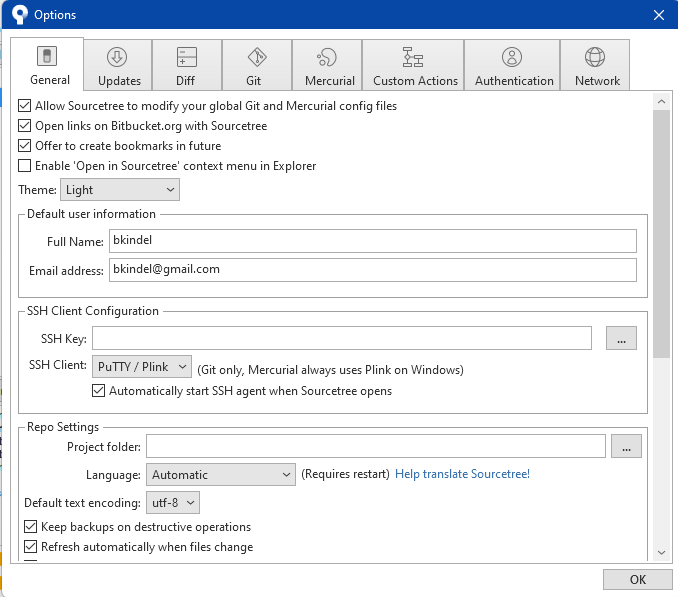 Options
General Updates Diff Git Mercurial Custom Actions Authentication Network
Allow Sourcetree to modify your global Git and Mercurial config files
Open links on Bitbucket.org with Sourcetree
Offer to create bookmarks in future
Enable 'Open in Sourcetree' context menu in Explorer
Theme: Light
Default user information
Full Name: bkindel
Email address: bkindel@gmail.com
SSH Client Configuration
SSH Key: ...
SSH Client: PuTTY / Plink (Git only, Mercurial always uses Plink on Windows)
Automatically start SSH agent when Sourcetree opens
Repo Settings
Project folder: ...
Language: Automatic (Requires restart) Help translate Sourcetree!
Default text encoding: utf-8
Keep backups on destructive operations
Refresh automatically when files change
OK